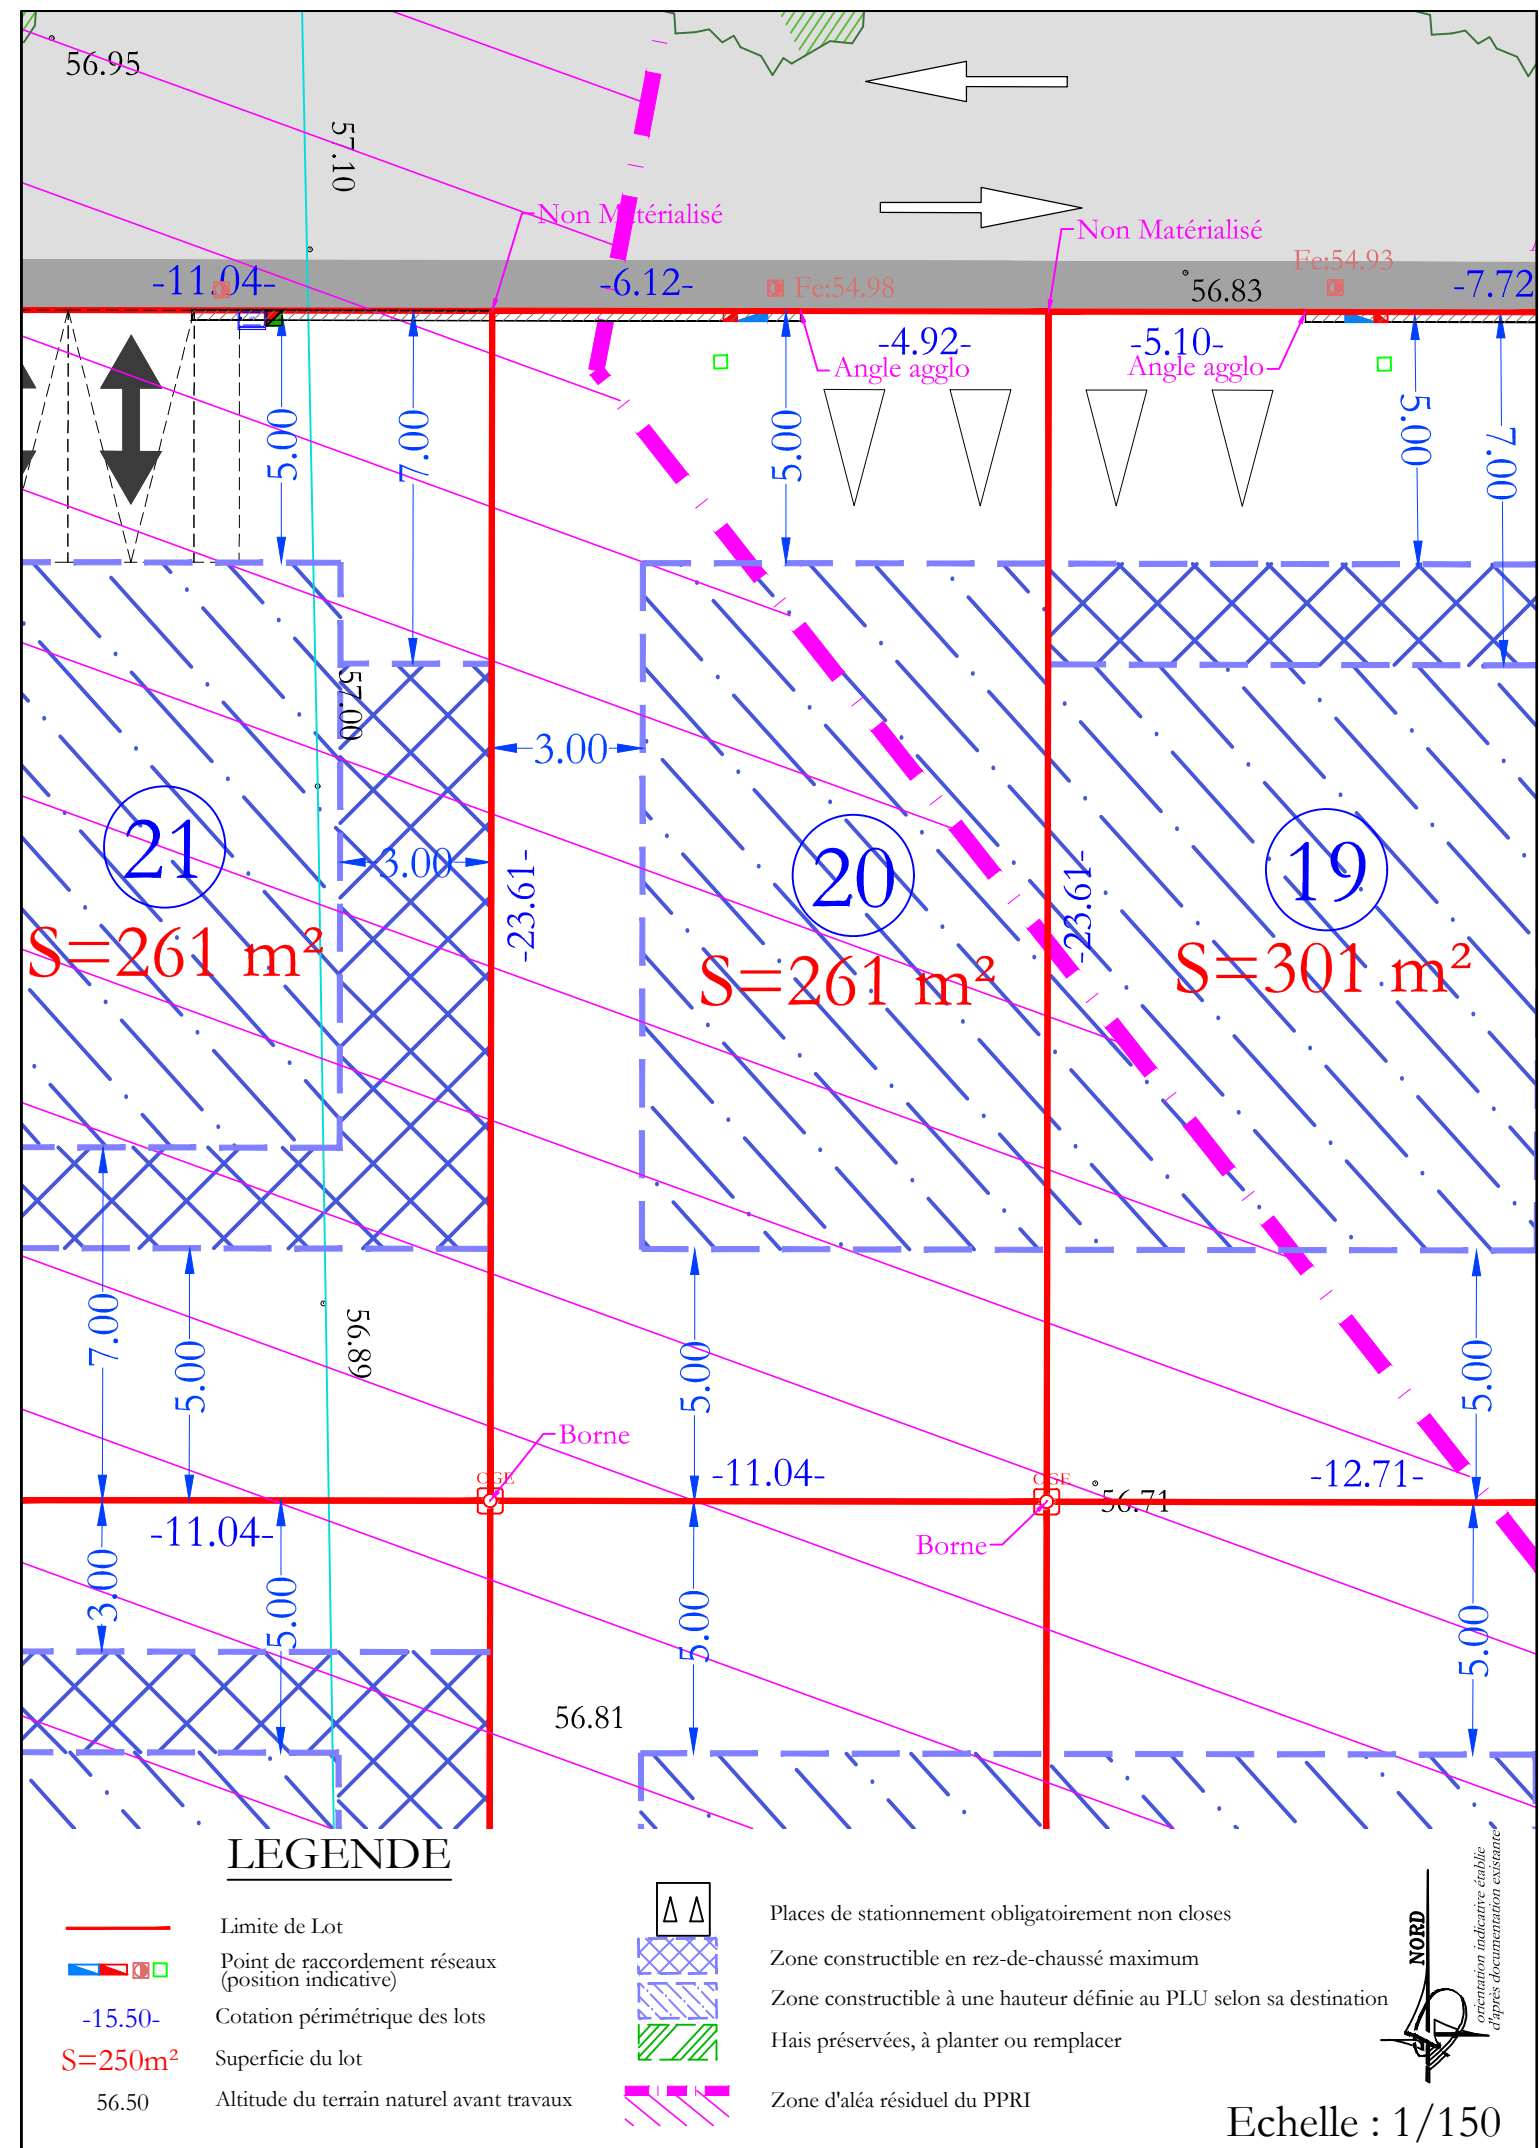 56.95
57.10
Non Matérialisé
Non Matérialisé
-11.04-
-6.12-
Fe:54.98
56.83
Fe:54.93
-7.72
-4.92-
-5.10-
Angle agglo
Angle agglo
5.00
7.00
5.00
5.00
7.00
57.00
3.00
3.00
21
20
19
-23.61-
-23.61-
S=261 m²
S=261 m²
S=301 m²
7.00
5.00
56.89
5.00
5.00
Borne
OGE
-11.04-
OGE
-12.71-
56.71
-11.04-
Borne
3.00
5.00
5.00
5.00
56.81
LEGENDE
Limite de Lot
Point de raccordement réseaux
(position indicative)
-15.50-
Cotation périmétrique des lots
S=250m²
Superficie du lot
56.50
Altitude du terrain naturel avant travaux
Places de stationnement obligatoirement non closes
Zone constructible en rez-de-chaussé maximum
Zone constructible à une hauteur définie au PLU selon sa destination
Hais préservées, à planter ou remplacer
Zone d'aléa résiduel du PPRI
NORD
orientation indicative établie
d'après documentation existante
Echelle : 1/150